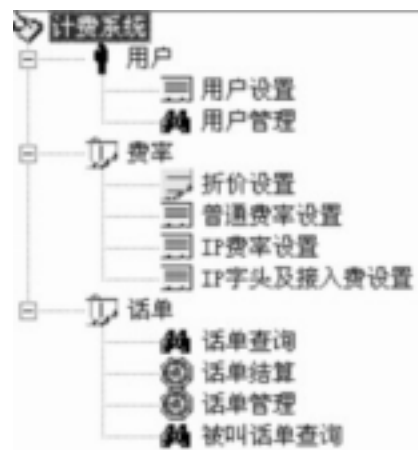 计费系统
用户
用户设置
用户管理
费率
折价设置
普通费率设置
IP费率设置
IP字头及接入费设置
话单
话单查询
话单结算
话单管理
被叫话单查询